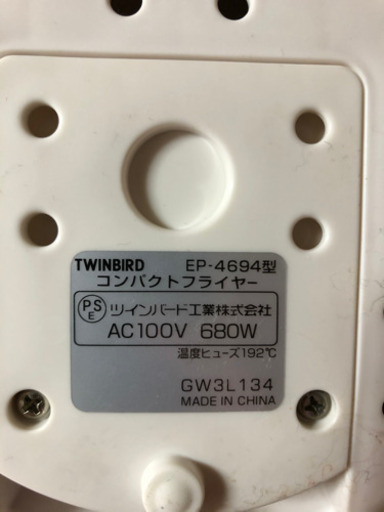 TWINBIRD EP-4694型
コンパクトフライヤー
PSE ツインバード工業株式会社
AC100V 680W
温度ヒューズ192℃
GW3L134
MADE IN CHINA